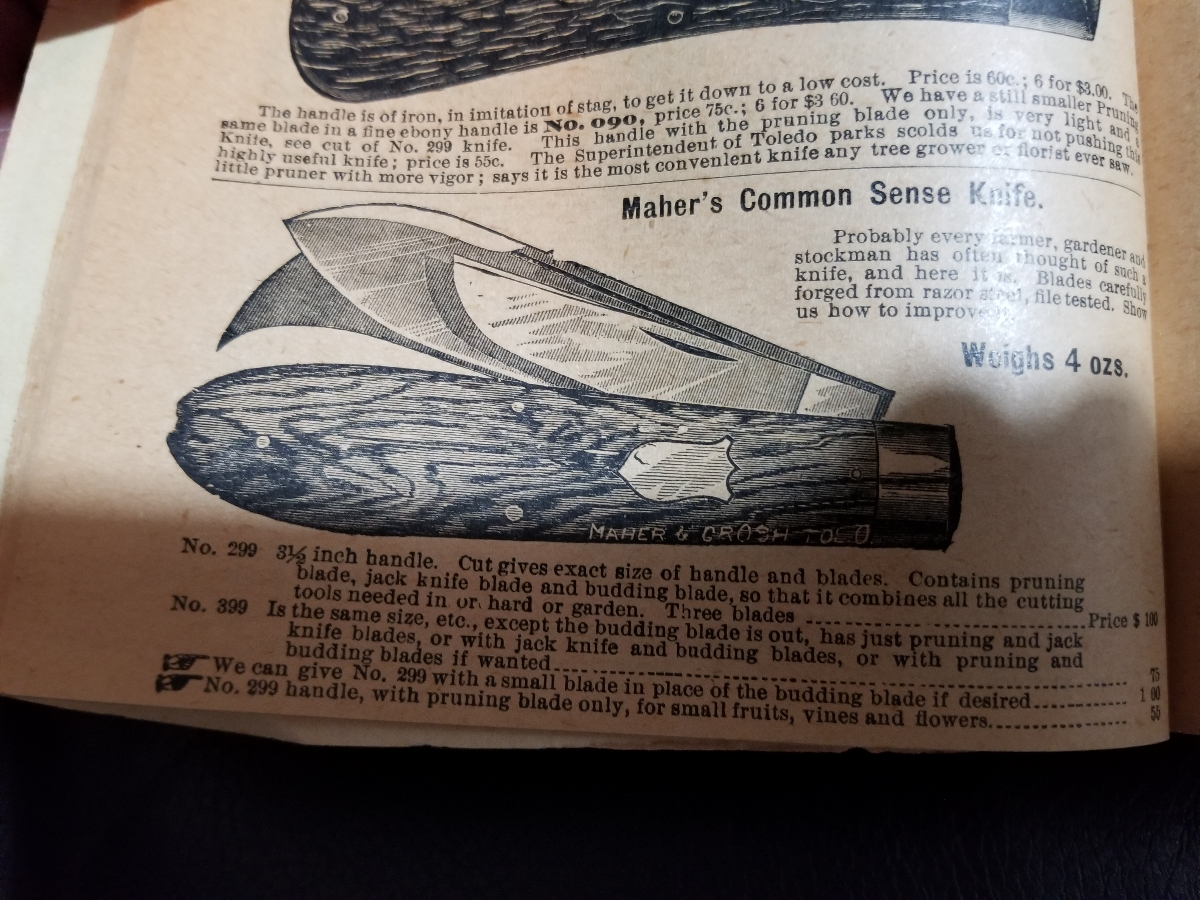 The handle is of iron, in imitation of stag, to get it down to a low cost. Price is 60c.; 6 for $3.00. The
same blade in a fine ebony handle is No. 090, price 75c.; 6 for $3 60. We have a still smaller Pruning
Knife, see cut of No. 299 knife. This handle with the pruning blade only, is very light and a
highly useful knife; price is 55c. The Superintendent of Toledo parks scolds us for not pushing this
little pruner with more vigor; says it is the most convenient knife any tree grower or florist ever saw.
Maher's Common Sense Knife.
Probably every farmer, gardener and
stockman has often thought of such a
knife, and here it is. Blades carefully
forged from razor steel, file tested. Show
us how to improve
Weighs 4 ozs.
MAHER & GROSH TOL O.
No. 299 3½ inch handle. Cut gives exact size of handle and blades. Contains pruning
blade, jack knife blade and budding blade, so that it combines all the cutting
tools needed in or hard or garden. Three blades Price $ 1 00
No. 399 Is the same size, etc., except the budding blade is out, has just pruning and jack
knife blades, or with jack knife and budding blades, or with pruning and
budding blades if wanted 75
We can give No. 299 with a small blade in place of the budding blade if desired 1 00
No. 299 handle, with pruning blade only, for small fruits, vines and flowers. 55